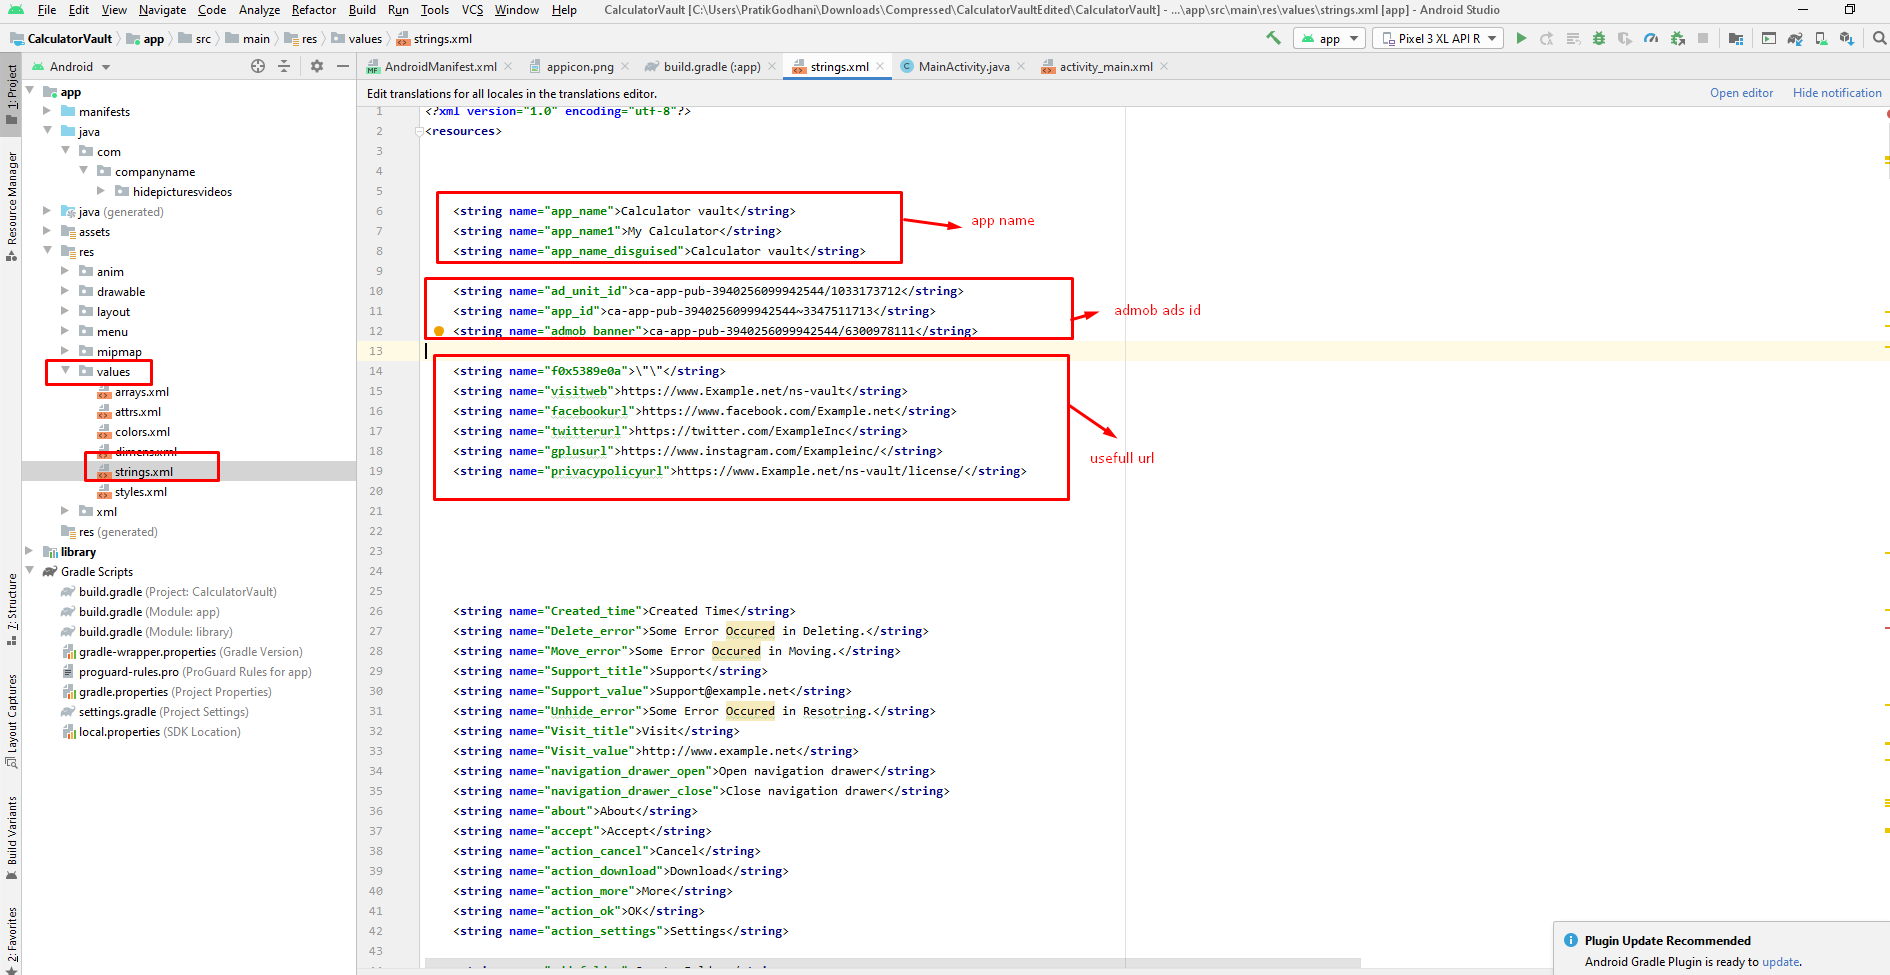 File Edit View Navigate Code Analyze Refactor Build Run Tools VCS Window Help CalculatorVault [C:\Users\PratikGodhani\Downloads\Compressed\CalculatorVaultEdited\CalculatorVault] - ...\app\src\main\res\values\strings.xml [app] - Android Studio
CalculatorVault app src main res values strings.xml app Pixel 3 XL API R
Android AndroidManifest.xml appicon.png build.gradle (:app) strings.xml MainActivity.java activity_main.xml
Edit translations for all locales in the translations editor. Open editor Hide notification
1: Project
Resource Manager
7: Structure
Layout Captures
Build Variants
2: Favorites
app
manifests
java
com
companyname
hidepicturesvideos
java (generated)
assets
res
anim
drawable
layout
menu
mipmap
values
arrays.xml
attrs.xml
colors.xml
dimens.xml
strings.xml
styles.xml
xml
res (generated)
library
Gradle Scripts
build.gradle (Project: CalculatorVault)
build.gradle (Module: app)
build.gradle (Module: library)
gradle-wrapper.properties (Gradle Version)
proguard-rules.pro (ProGuard Rules for app)
gradle.properties (Project Properties)
settings.gradle (Project Settings)
local.properties (SDK Location)
1 <?xml version="1.0" encoding="utf-8"?>
2 <resources>
3
4
5
6 <string name="app_name">Calculator vault</string>
7 <string name="app_name1">My Calculator</string>
8 <string name="app_name_disguised">Calculator vault</string>
app name
9
10 <string name="ad_unit_id">ca-app-pub-3940256099942544/1033173712</string>
11 <string name="app_id">ca-app-pub-3940256099942544~3347511713</string>
12 <string name="admob_banner">ca-app-pub-3940256099942544/6300978111</string>
admob ads id
13
14 <string name="f0x5389e0a">\"\"</string>
15 <string name="visitweb">https://www.Example.net/ns-vault</string>
16 <string name="facebookurl">https://www.facebook.com/Example.net</string>
17 <string name="twitterurl">https://twitter.com/ExampleInc</string>
18 <string name="gplusurl">https://www.instagram.com/Exampleinc/</string>
19 <string name="privacypolicyurl">https://www.Example.net/ns-vault/license/</string>
usefull url
20
21
22
23
24
25
26 <string name="Created_time">Created Time</string>
27 <string name="Delete_error">Some Error Occured in Deleting.</string>
28 <string name="Move_error">Some Error Occured in Moving.</string>
29 <string name="Support_title">Support</string>
30 <string name="Support_value">Support@example.net</string>
31 <string name="Unhide_error">Some Error Occured in Resotring.</string>
32 <string name="Visit_title">Visit</string>
33 <string name="Visit_value">http://www.example.net</string>
34 <string name="navigation_drawer_open">Open navigation drawer</string>
35 <string name="navigation_drawer_close">Close navigation drawer</string>
36 <string name="about">About</string>
37 <string name="accept">Accept</string>
38 <string name="action_cancel">Cancel</string>
39 <string name="action_download">Download</string>
40 <string name="action_more">More</string>
41 <string name="action_ok">OK</string>
42 <string name="action_settings">Settings</string>
43
Plugin Update Recommended
Android Gradle Plugin is ready to update.